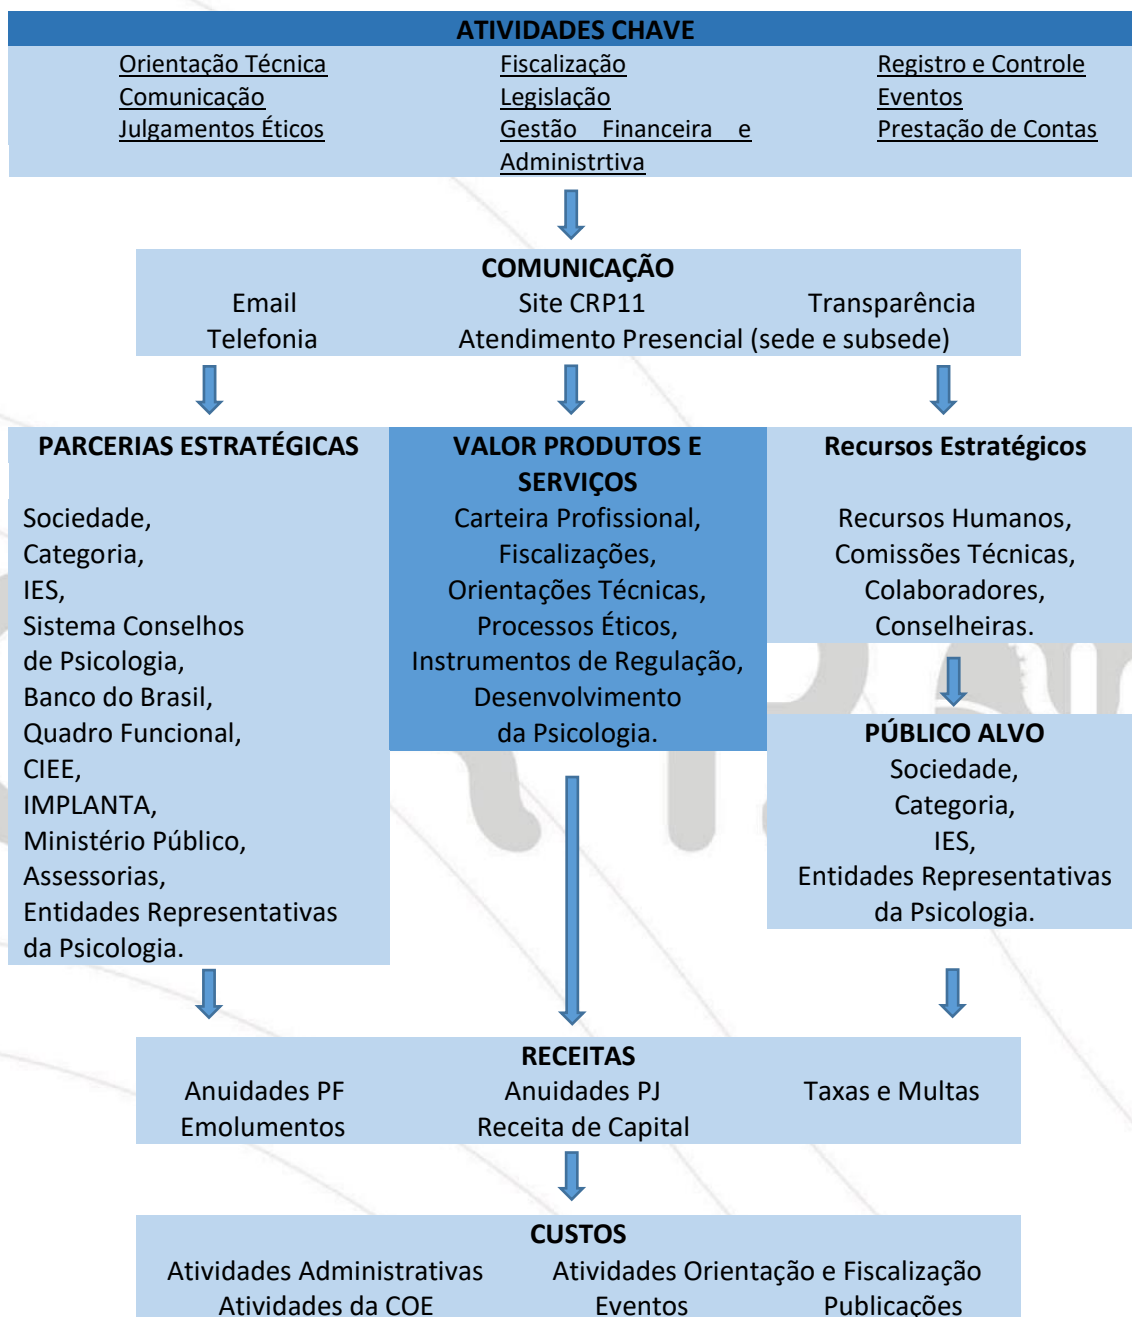 ATIVIDADES CHAVE
Orientação Técnica
Comunicação
Julgamentos Éticos
Fiscalização
Legislação
Gestão Financeira e
Administrtiva
Registro e Controle
Eventos
Prestação de Contas
COMUNICAÇÃO
Email Site CRP11 Transparência
Telefonia Atendimento Presencial (sede e subsede)
PARCERIAS ESTRATÉGICAS
Sociedade,
Categoria,
IES,
Sistema Conselhos
de Psicologia,
Banco do Brasil,
Quadro Funcional,
CIEE,
IMPLANTA,
Ministério Público,
Assessorias,
Entidades Representativas
da Psicologia.
VALOR PRODUTOS E
SERVIÇOS
Carteira Profissional,
Fiscalizações,
Orientações Técnicas,
Processos Éticos,
Instrumentos de Regulação,
Desenvolvimento
da Psicologia.
Recursos Estratégicos
Recursos Humanos,
Comissões Técnicas,
Colaboradores,
Conselheiras.
PÚBLICO ALVO
Sociedade,
Categoria,
IES,
Entidades Representativas
da Psicologia.
RECEITAS
Anuidades PF Anuidades PJ Taxas e Multas
Emolumentos Receita de Capital
CUSTOS
Atividades Administrativas Atividades Orientação e Fiscalização
Atividades da COE Eventos Publicações